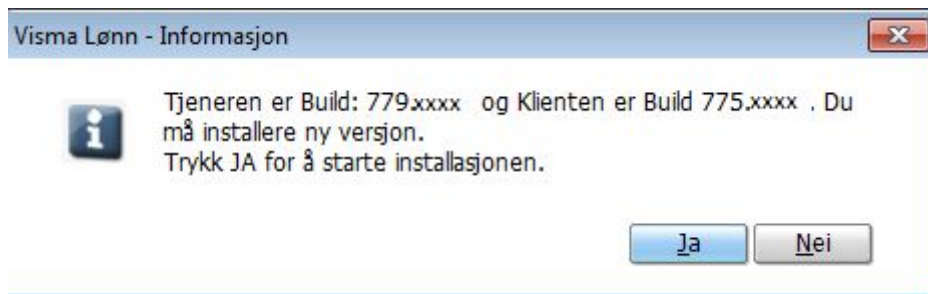 Visma Lønn - Informasjon
Tjeneren er Build: 779.xxxx og Klienten er Build 775.xxxx . Du
må installere ny versjon.
Trykk JA for å starte installasjonen.
Ja Nei